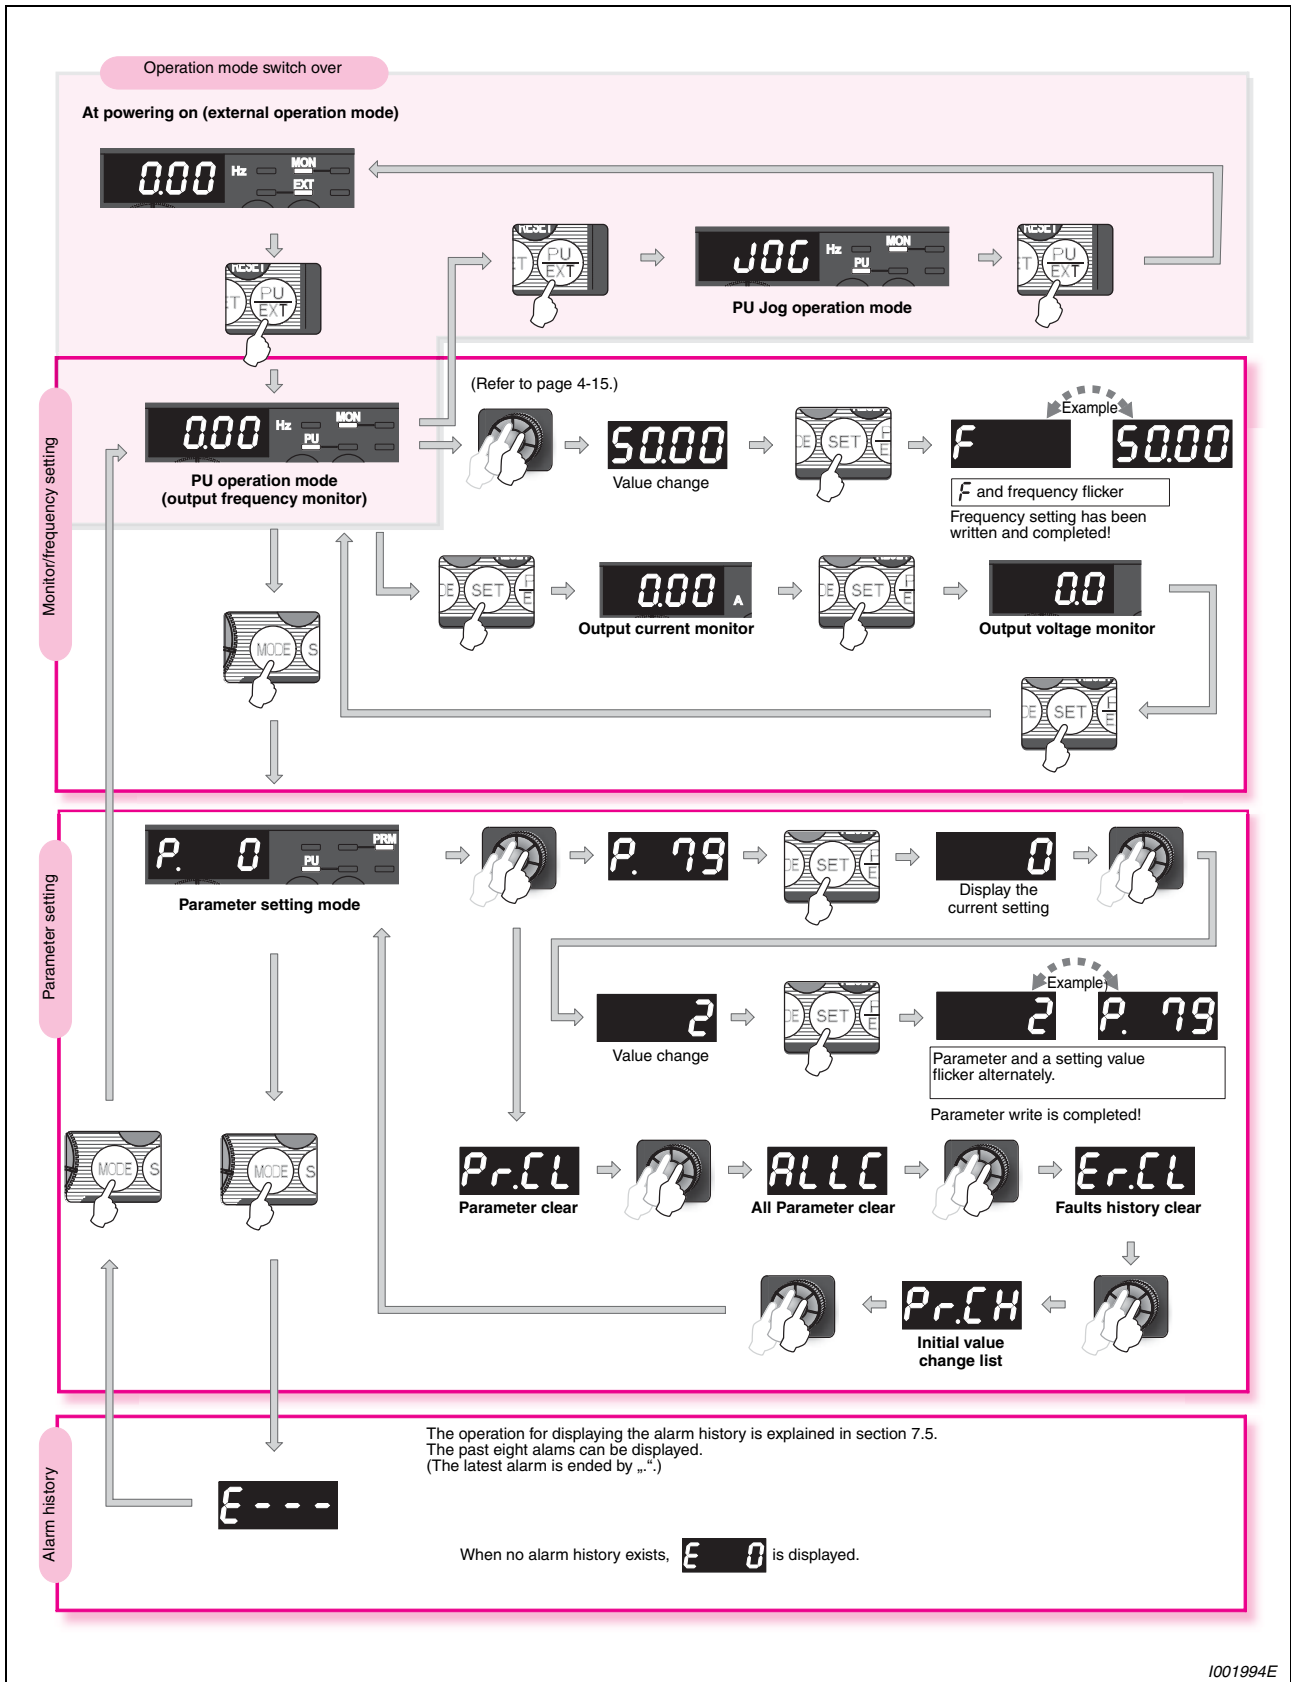 Operation mode switch over
At powering on (external operation mode)
0.00 Hz MON
EXT
RESET
PU
EXT
RESET
PU
EXT
JOG Hz MON
PU
RESET
PU
EXT
PU Jog operation mode
Monitor/frequency setting
0.00 Hz MON
PU
PU operation mode
(output frequency monitor)
(Refer to page 4-15.)
50.00
Value change
SET
Example
F 50.00
F and frequency flicker
Frequency setting has been
written and completed!
SET
0.00 A
Output current monitor
SET
0.0
Output voltage monitor
MODE S
SET
Parameter setting
P. 0 PRM
PU
Parameter setting mode
P. 79
SET
0
Display the
current setting
2
Value change
SET
Example
2 P. 79
Parameter and a setting value
flicker alternately.
Parameter write is completed!
MODE S
MODE S
Pr.CL
Parameter clear
ALLC
All Parameter clear
Er.CL
Faults history clear
Pr.CH
Initial value
change list
Alarm history
The operation for displaying the alarm history is explained in section 7.5.
The past eight alams can be displayed.
(The latest alarm is ended by „.“.)
E---
When no alarm history exists, E 0 is displayed.
I001994E